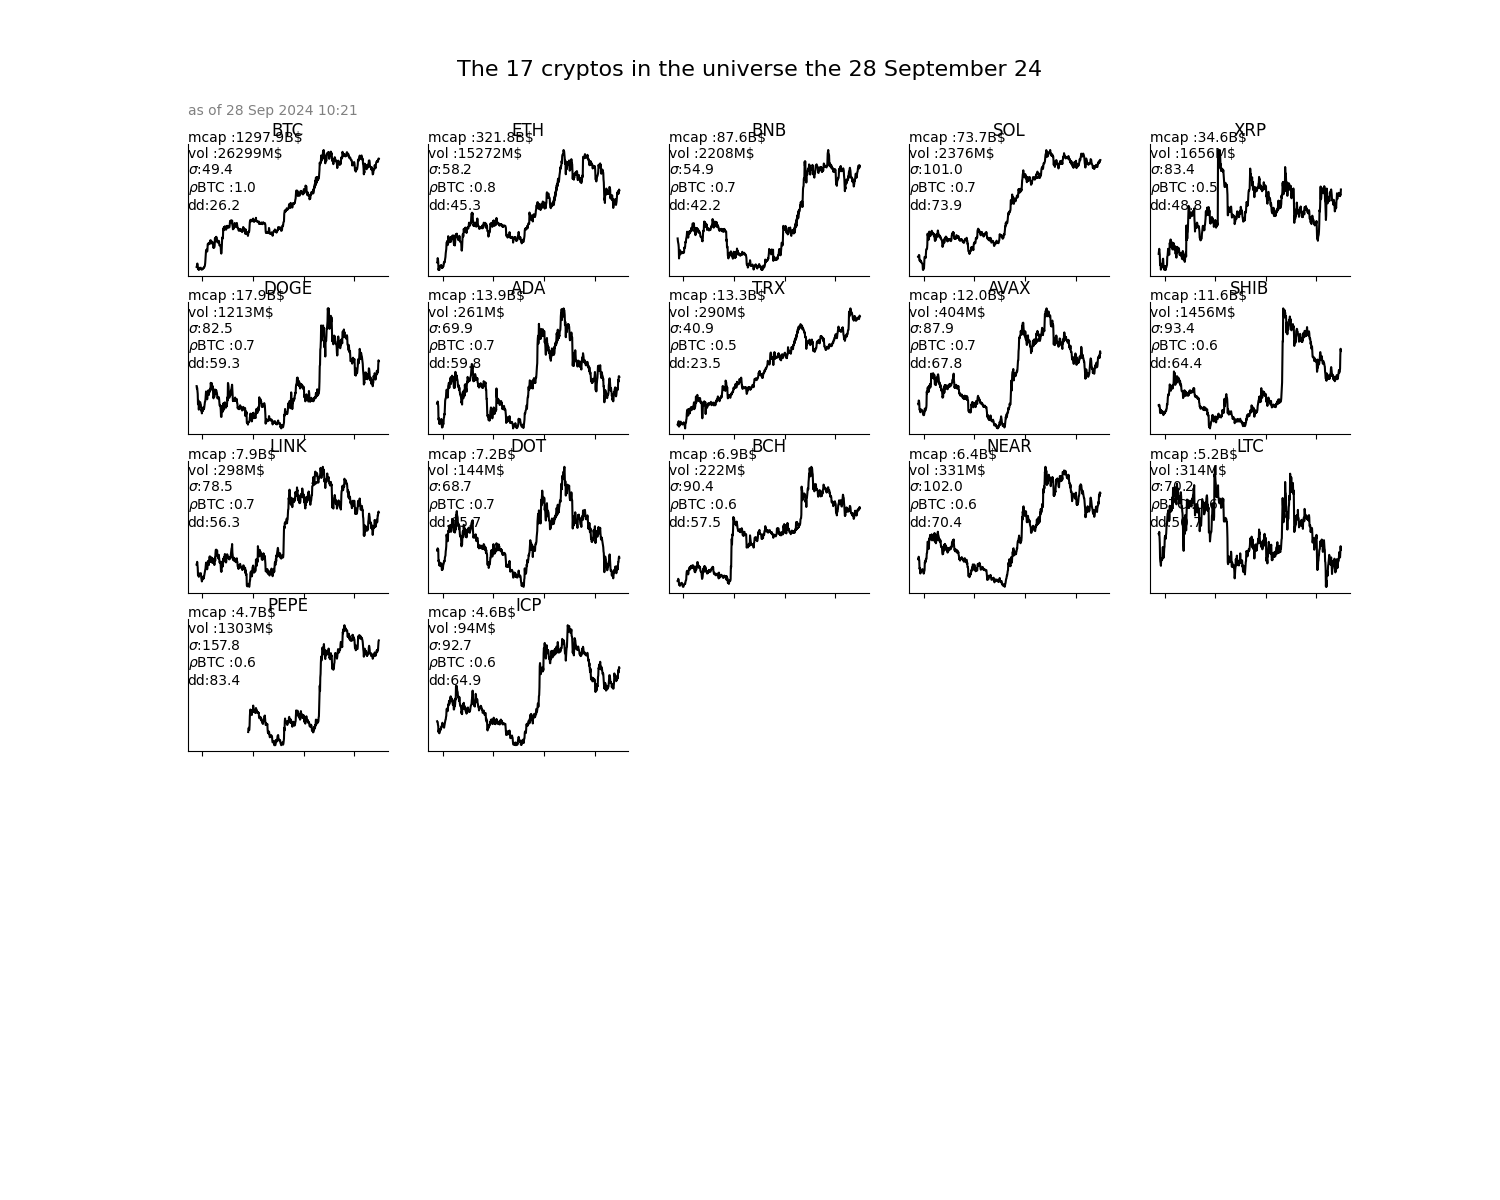 The 17 cryptos in the universe the 28 September 24
as of 28 Sep 2024 10:21
BTC
mcap :1297.9B$
vol :26299M$
σ:49.4
ρBTC :1.0
dd:26.2
ETH
mcap :321.8B$
vol :15272M$
σ:58.2
ρBTC :0.8
dd:45.3
BNB
mcap :87.6B$
vol :2208M$
σ:54.9
ρBTC :0.7
dd:42.2
SOL
mcap :73.7B$
vol :2376M$
σ:101.0
ρBTC :0.7
dd:73.9
XRP
mcap :34.6B$
vol :1656M$
σ:83.4
ρBTC :0.5
dd:48.8
DOGE
mcap :17.9B$
vol :1213M$
σ:82.5
ρBTC :0.7
dd:59.3
ADA
mcap :13.9B$
vol :261M$
σ:69.9
ρBTC :0.7
dd:59.8
TRX
mcap :13.3B$
vol :290M$
σ:40.9
ρBTC :0.5
dd:23.5
AVAX
mcap :12.0B$
vol :404M$
σ:87.9
ρBTC :0.7
dd:67.8
SHIB
mcap :11.6B$
vol :1456M$
σ:93.4
ρBTC :0.6
dd:64.4
LINK
mcap :7.9B$
vol :298M$
σ:78.5
ρBTC :0.7
dd:56.3
DOT
mcap :7.2B$
vol :144M$
σ:68.7
ρBTC :0.7
BCH
mcap :6.9B$
vol :222M$
σ:90.4
ρBTC :0.6
dd:57.5
NEAR
mcap :6.4B$
vol :331M$
σ:102.0
ρBTC :0.6
dd:70.4
LTC
mcap :5.2B$
vol :314M$
ρBTC :0.6
PEPE
mcap :4.7B$
vol :1303M$
σ:157.8
ρBTC :0.6
dd:83.4
ICP
mcap :4.6B$
vol :94M$
σ:92.7
ρBTC :0.6
dd:64.9